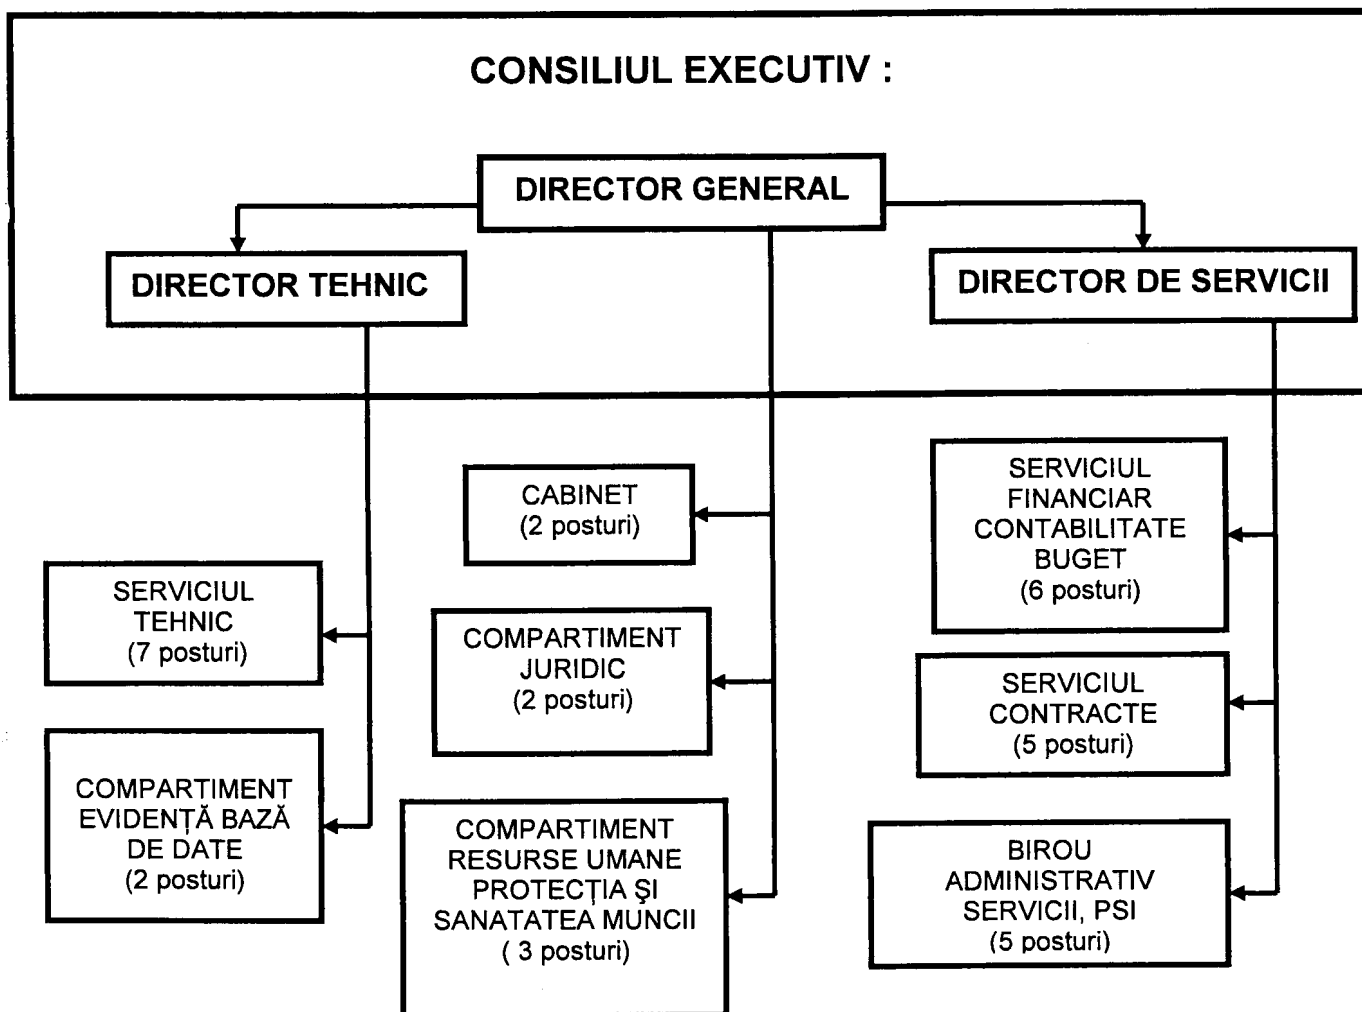 CONSILIUL EXECUTIV :
DIRECTOR GENERAL
DIRECTOR TEHNIC
DIRECTOR DE SERVICII
CABINET
(2 posturi)
SERVICIUL
FINANCIAR
CONTABILITATE
BUGET
(6 posturi)
SERVICIUL
TEHNIC
(7 posturi)
COMPARTIMENT
JURIDIC
(2 posturi)
SERVICIUL
CONTRACTE
(5 posturi)
COMPARTIMENT
EVIDENȚĂ BAZĂ
DE DATE
(2 posturi)
COMPARTIMENT
RESURSE UMANE
PROTECȚIA ŞI
SANATATEA MUNCII
( 3 posturi)
BIROU
ADMINISTRATIV
SERVICII, PSI
(5 posturi)